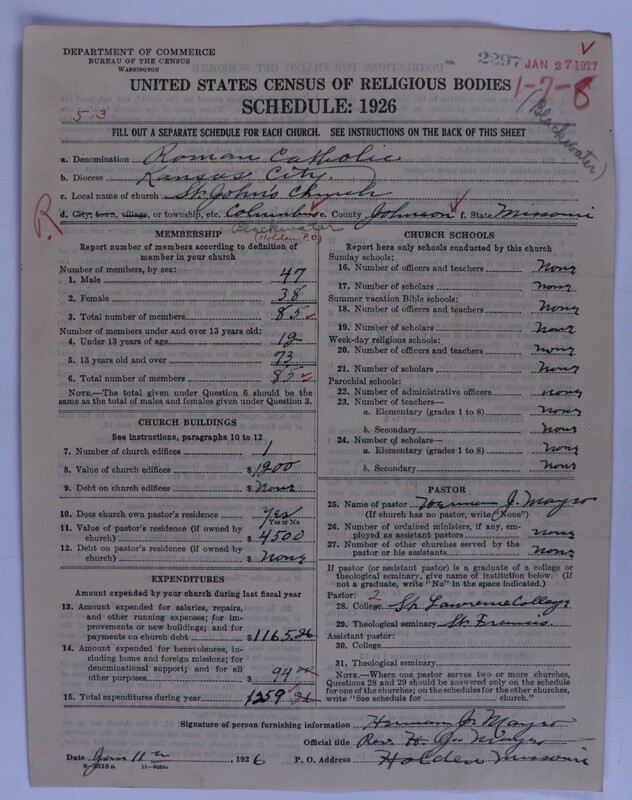 DEPARTMENT OF COMMERCE
BUREAU OF THE CENSUS
WASHINGTON
2297 JAN 27 1927
1-7-8
(Blackwater)
UNITED STATES CENSUS OF RELIGIOUS BODIES
SCHEDULE: 1926
53
FILL OUT A SEPARATE SCHEDULE FOR EACH CHURCH. SEE INSTRUCTIONS ON THE BACK OF THIS SHEET
a. Denomination Roman Catholic
b. Diocese Kansas City.
c. Local name of church St. John's Church
R
d. City, town, village, or township, etc. Columbus e. County Johnson f. State Missouri
Blackwater
(Holden P.O)
MEMBERSHIP
Report number of members according to definition of member in your church
Number of members, by sex:
1. Male 47
2. Female 38
3. Total number of members 85
Number of members under and over 13 years old:
4. Under 13 years of age 12
5. 13 years old and over 73
6. Total number of members 85
NOTE.—The total given under Question 6 should be the same as the total of males and females given under Question 3.
CHURCH BUILDINGS
See instructions, paragraphs 10 to 12
7. Number of church edifices 1
8. Value of church edifices $ 1200
9. Debt on church edifices $ None
10. Does church own pastor's residence? Yes
Yes or No
11. Value of pastor's residence (if owned by church) $ 4500
12. Debt on pastor's residence (if owned by church) $ None
EXPENDITURES
Amount expended by your church during last fiscal year
13. Amount expended for salaries, repairs, and other running expenses; for improvements or new buildings; and for payments on church debt $ 1165
14. Amount expended for benevolences, including home and foreign missions; for denominational support; and for all other purposes $ 94
15. Total expenditures during year 1259
CHURCH SCHOOLS
Report here only schools conducted by this church
Sunday schools:
16. Number of officers and teachers None
17. Number of scholars None
Summer vacation Bible schools:
18. Number of officers and teachers None
19. Number of scholars None
Week-day religious schools:
20. Number of officers and teachers None
21. Number of scholars None
Parochial schools:
22. Number of administrative officers None
23. Number of teachers—
a. Elementary (grades 1 to 8) None
b. Secondary None
24. Number of scholars—
a. Elementary (grades 1 to 8) None
b. Secondary None
PASTOR
25. Name of pastor Herman J. Mayro
(If church has no pastor, write "None")
26. Number of ordained ministers, if any, employed as assistant pastors None
27. Number of other churches served by the pastor or his assistants None
If pastor (or assistant pastor) is a graduate of a college or theological seminary, give name of institution below. (If not a graduate, write "No" in the space indicated.)
Pastor: 2
28. College St. Lawrence College
29. Theological seminary St. Francis
Assistant pastor:
30. College
31. Theological seminary
NOTE.—Where one pastor serves two or more churches, Questions 28 and 29 should be answered only on the schedule for one of the churches; on the schedules for the other churches, write "See schedule for church."
Signature of person furnishing information Herman J. Mayro
Official title Rev. H. J. Mayro
Date Jan 11, 1926 P. O. Address Holden Missouri